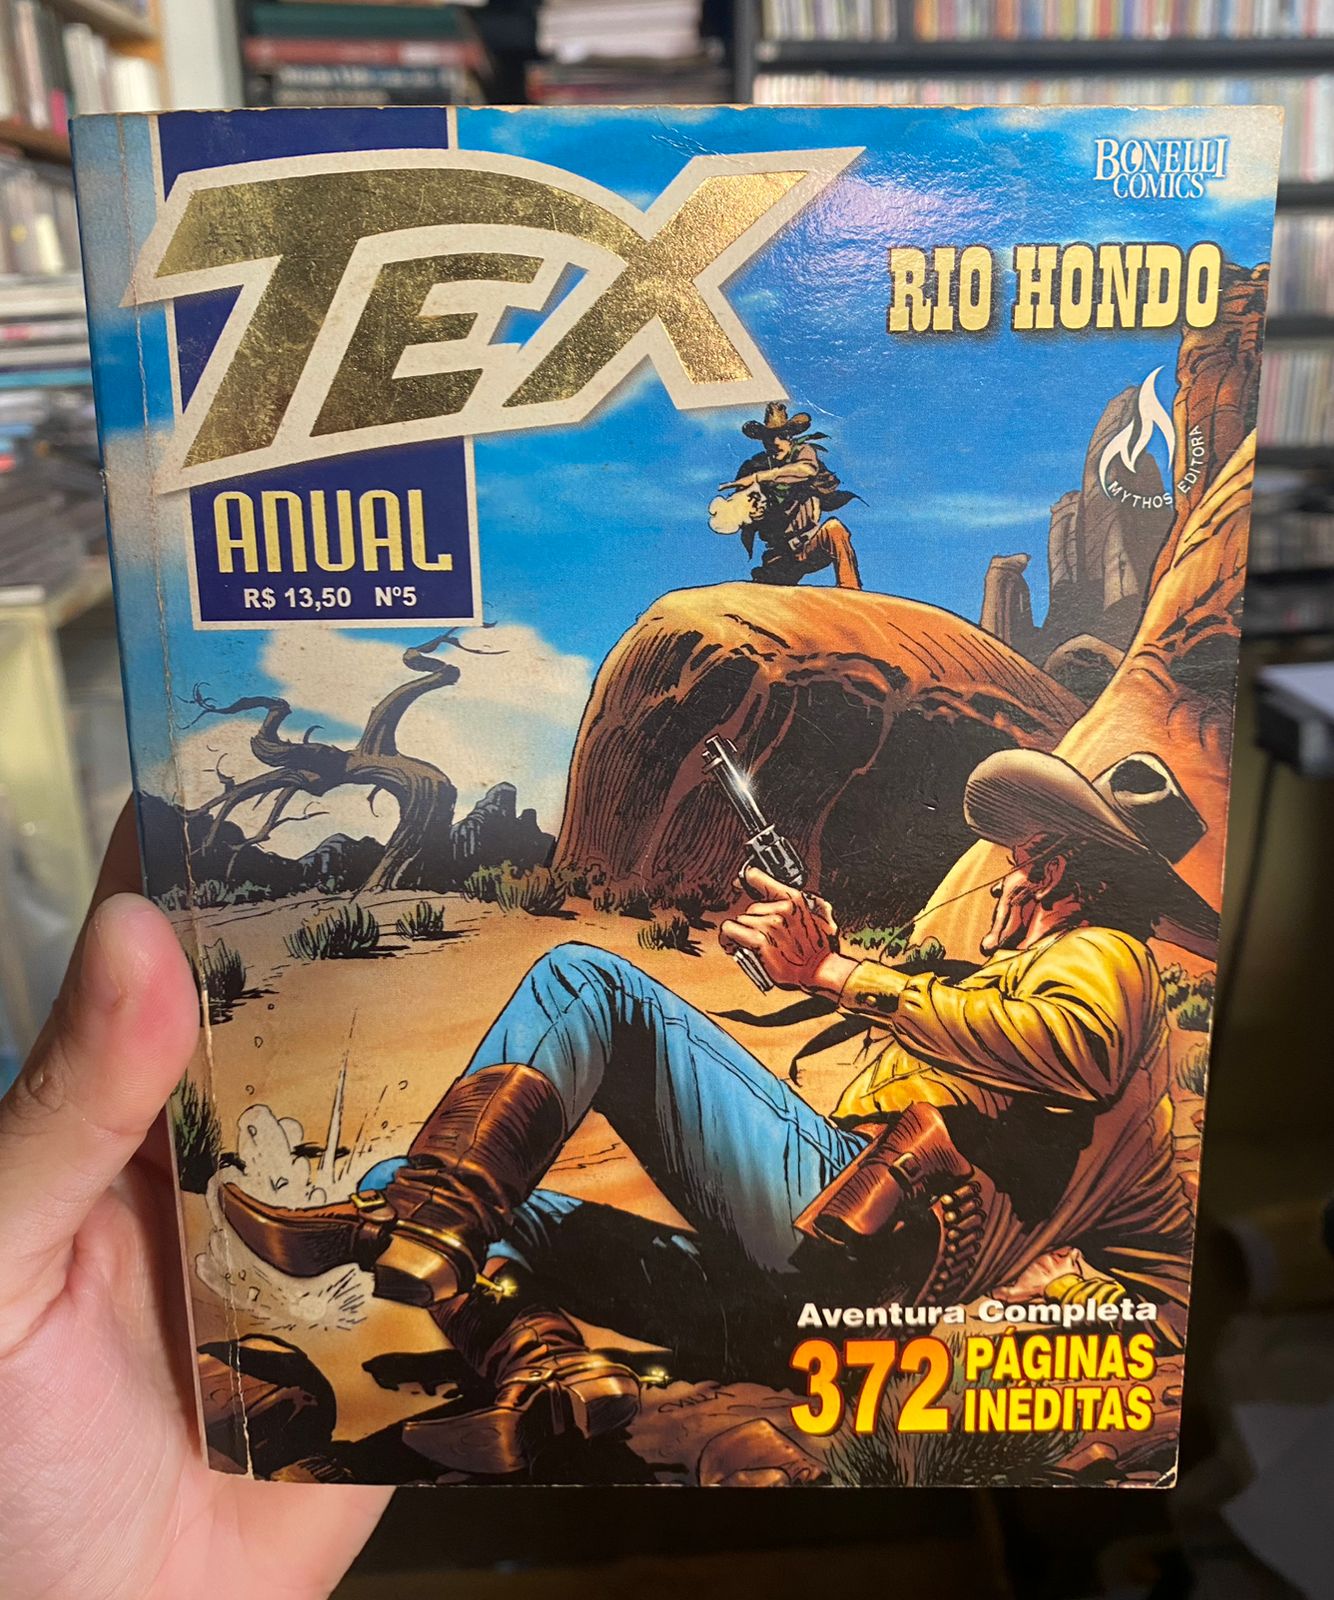 TEX
ANUAL
R$ 13,50 Nº5
BONELLI
COMICS
RIO HONDO
MYTHOS EDITORA
Aventura Completa
372 PÁGINAS
INÉDITAS